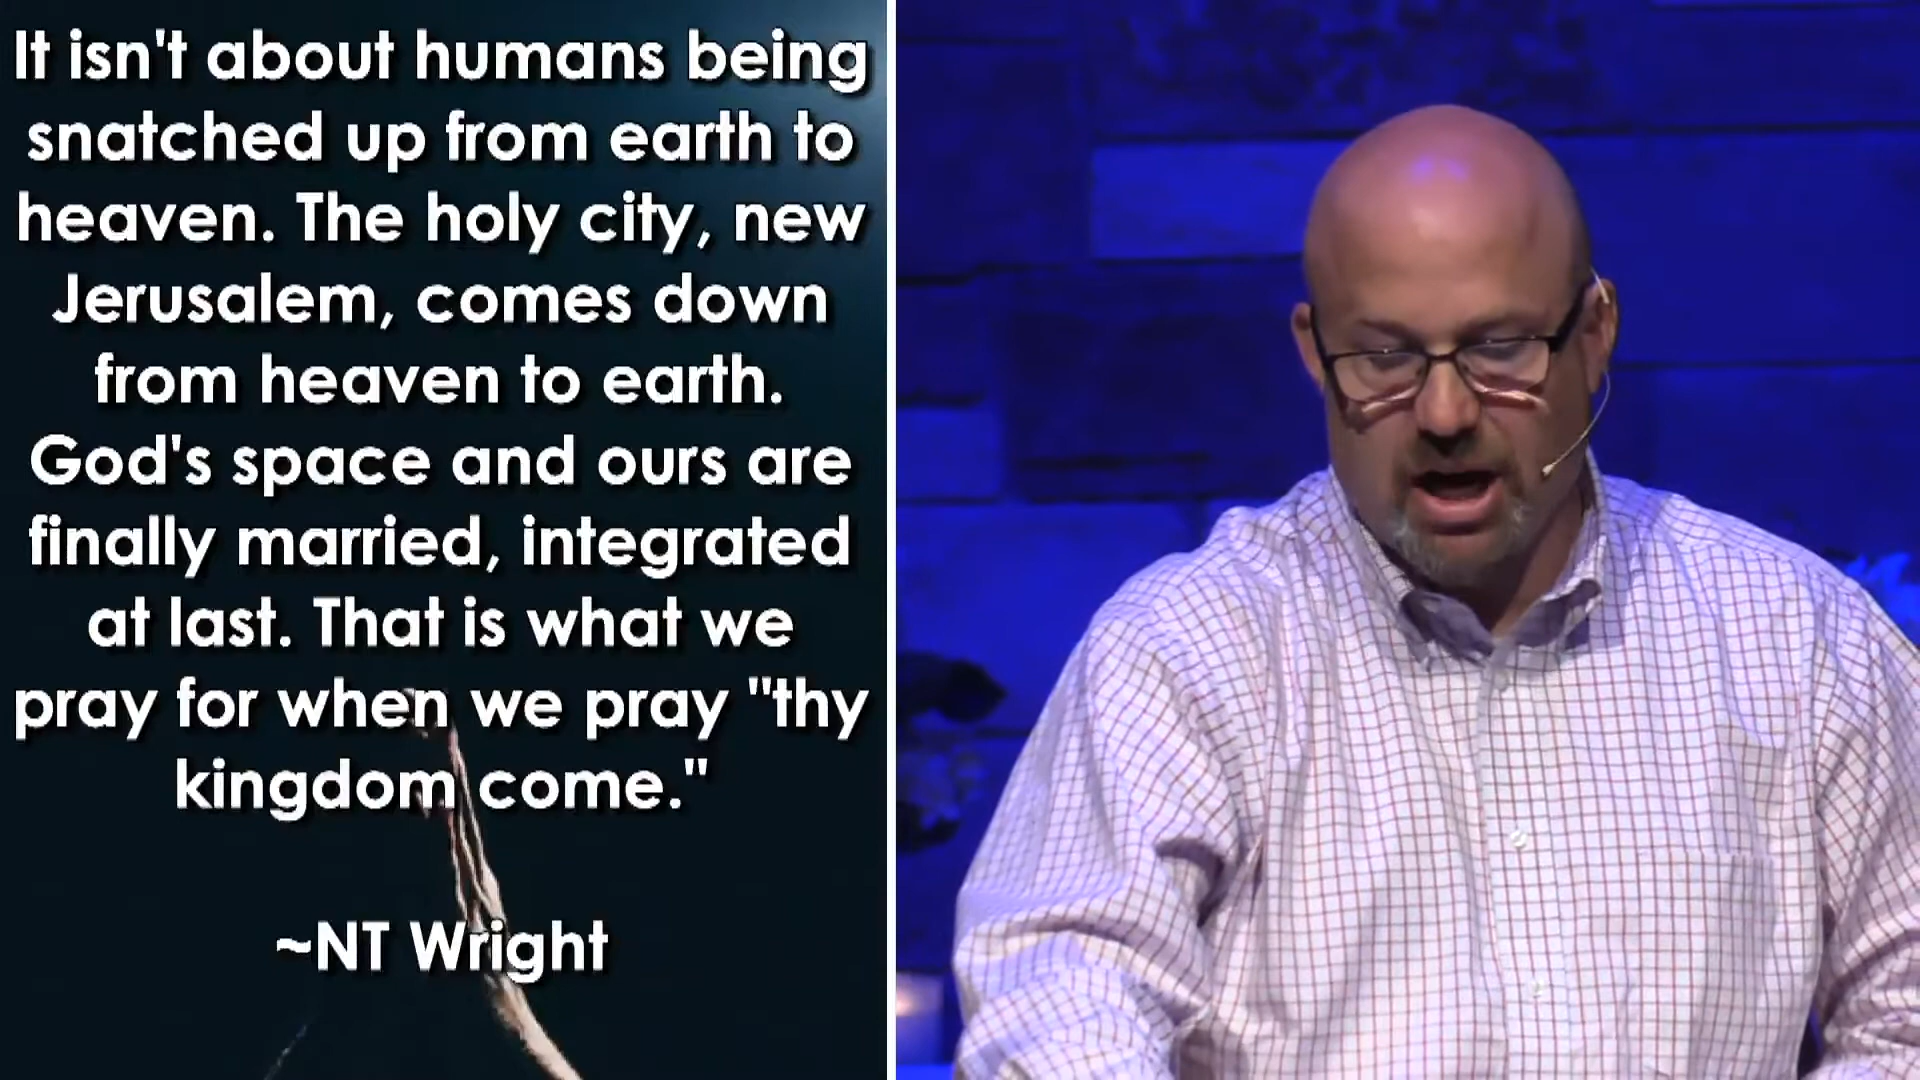 It isn't about humans being
snatched up from earth to
heaven. The holy city, new
Jerusalem, comes down
from heaven to earth.
God's space and ours are
finally married, integrated
at last. That is what we
pray for when we pray "thy
kingdom come."
~NT Wright